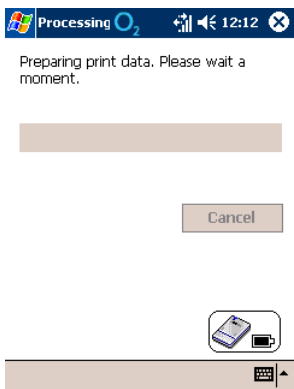 Processing O2 12:12
Preparing print data. Please wait a
moment.
Cancel